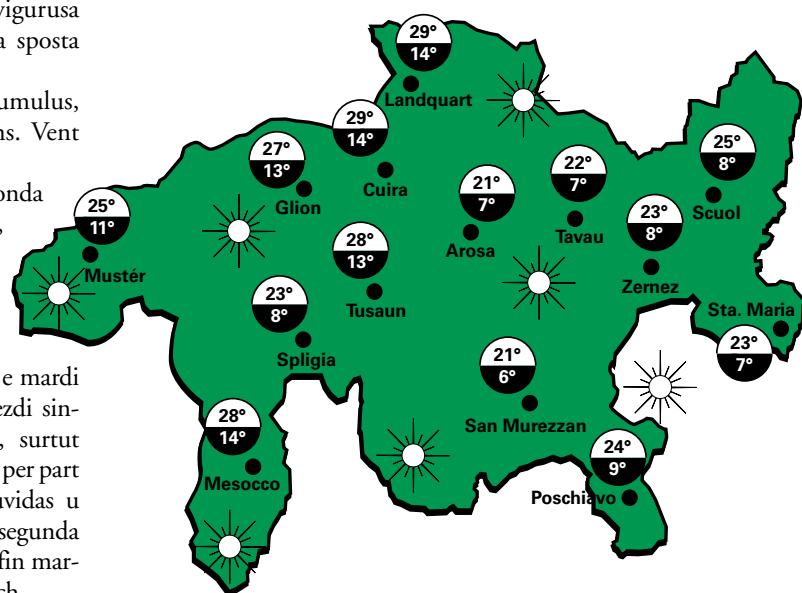 vigurusa
sposta
umulus,
ns. Vent
onda
e mardi
ezdi sin-
, surtut
per part
uvidas u
segunda
fin mar-
29°
14°
Landquart
29°
14°
Cuira
27°
13°
Glion
25°
11°
Mustér
28°
13°
Tusaun
21°
7°
Arosa
22°
7°
Tavau
23°
8°
Zernez
25°
8°
Scuol
Sta. Maria
23°
7°
23°
8°
Spligia
21°
6°
San Murezzan
28°
14°
Mesocco
24°
9°
Poschiavo